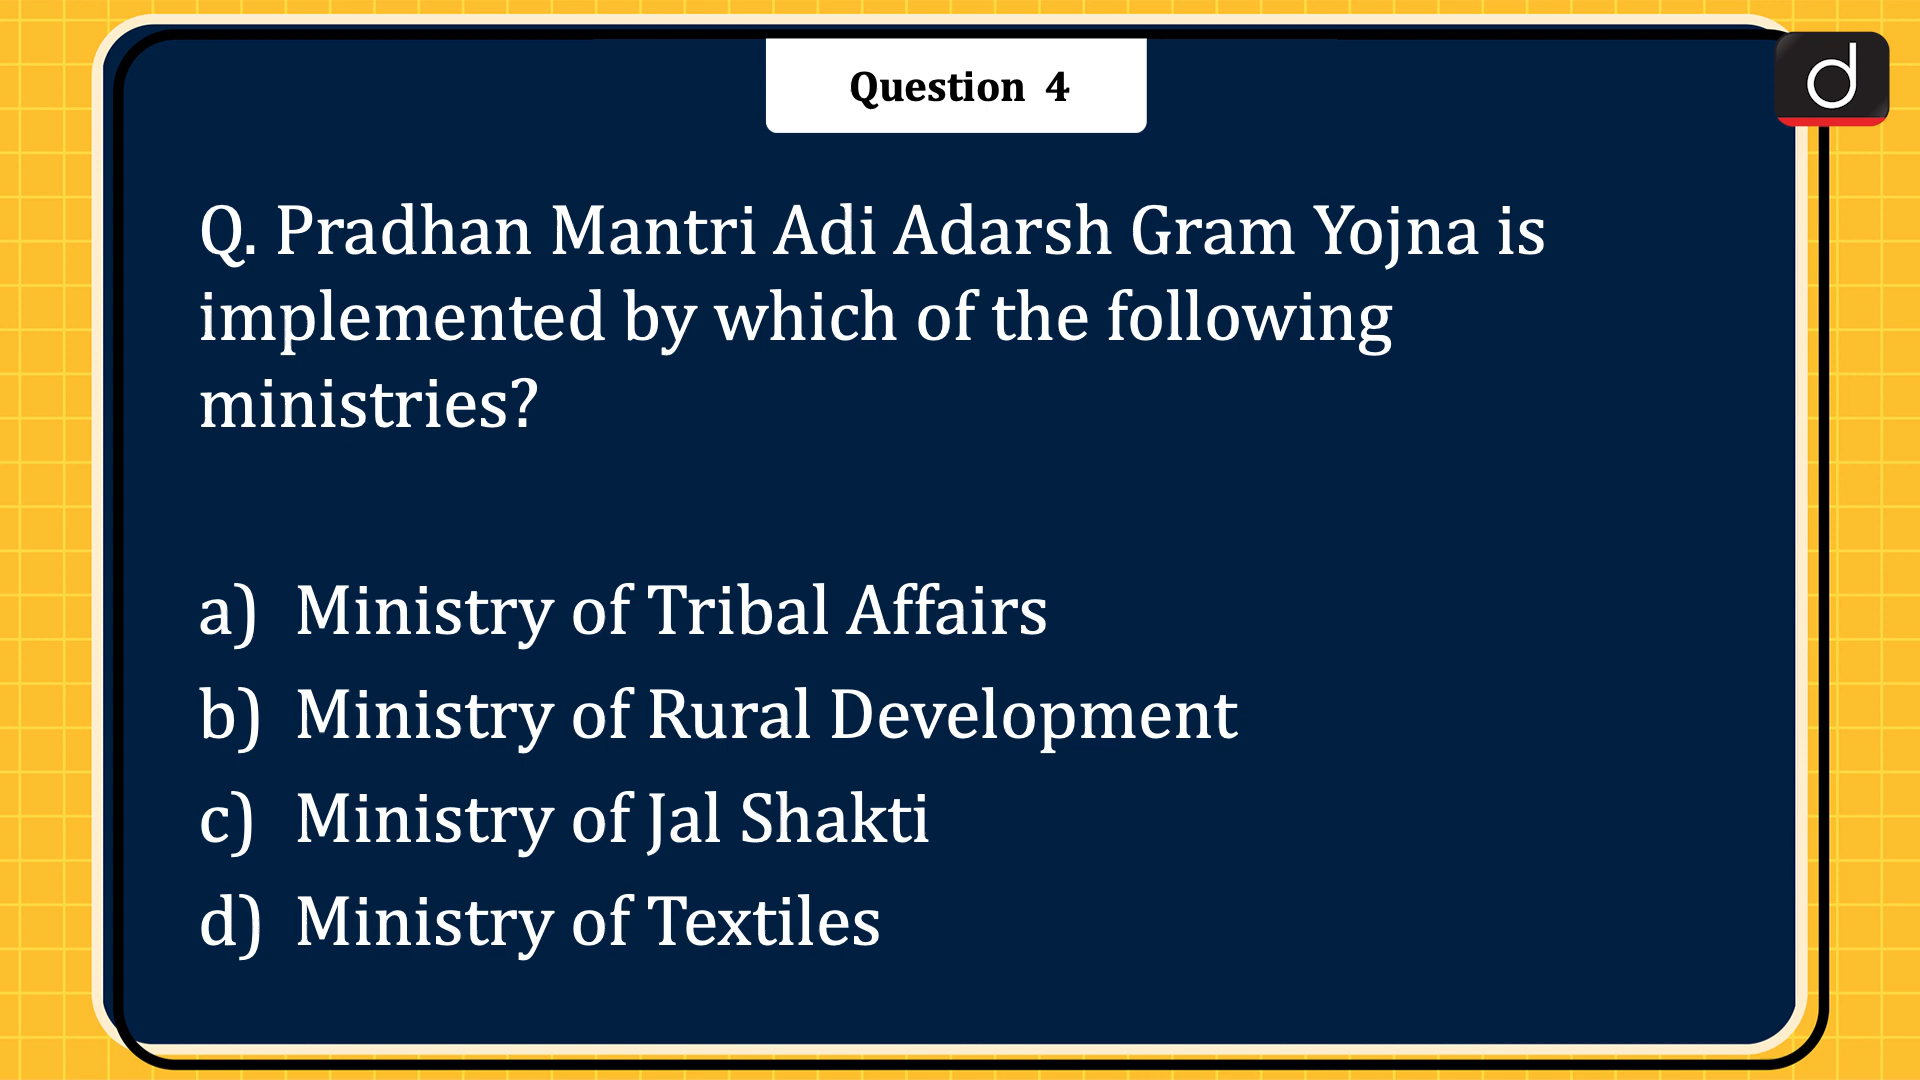 Question 4
d
Q. Pradhan Mantri Adi Adarsh Gram Yojna is
implemented by which of the following
ministries?
a) Ministry of Tribal Affairs
b) Ministry of Rural Development
c) Ministry of Jal Shakti
d) Ministry of Textiles